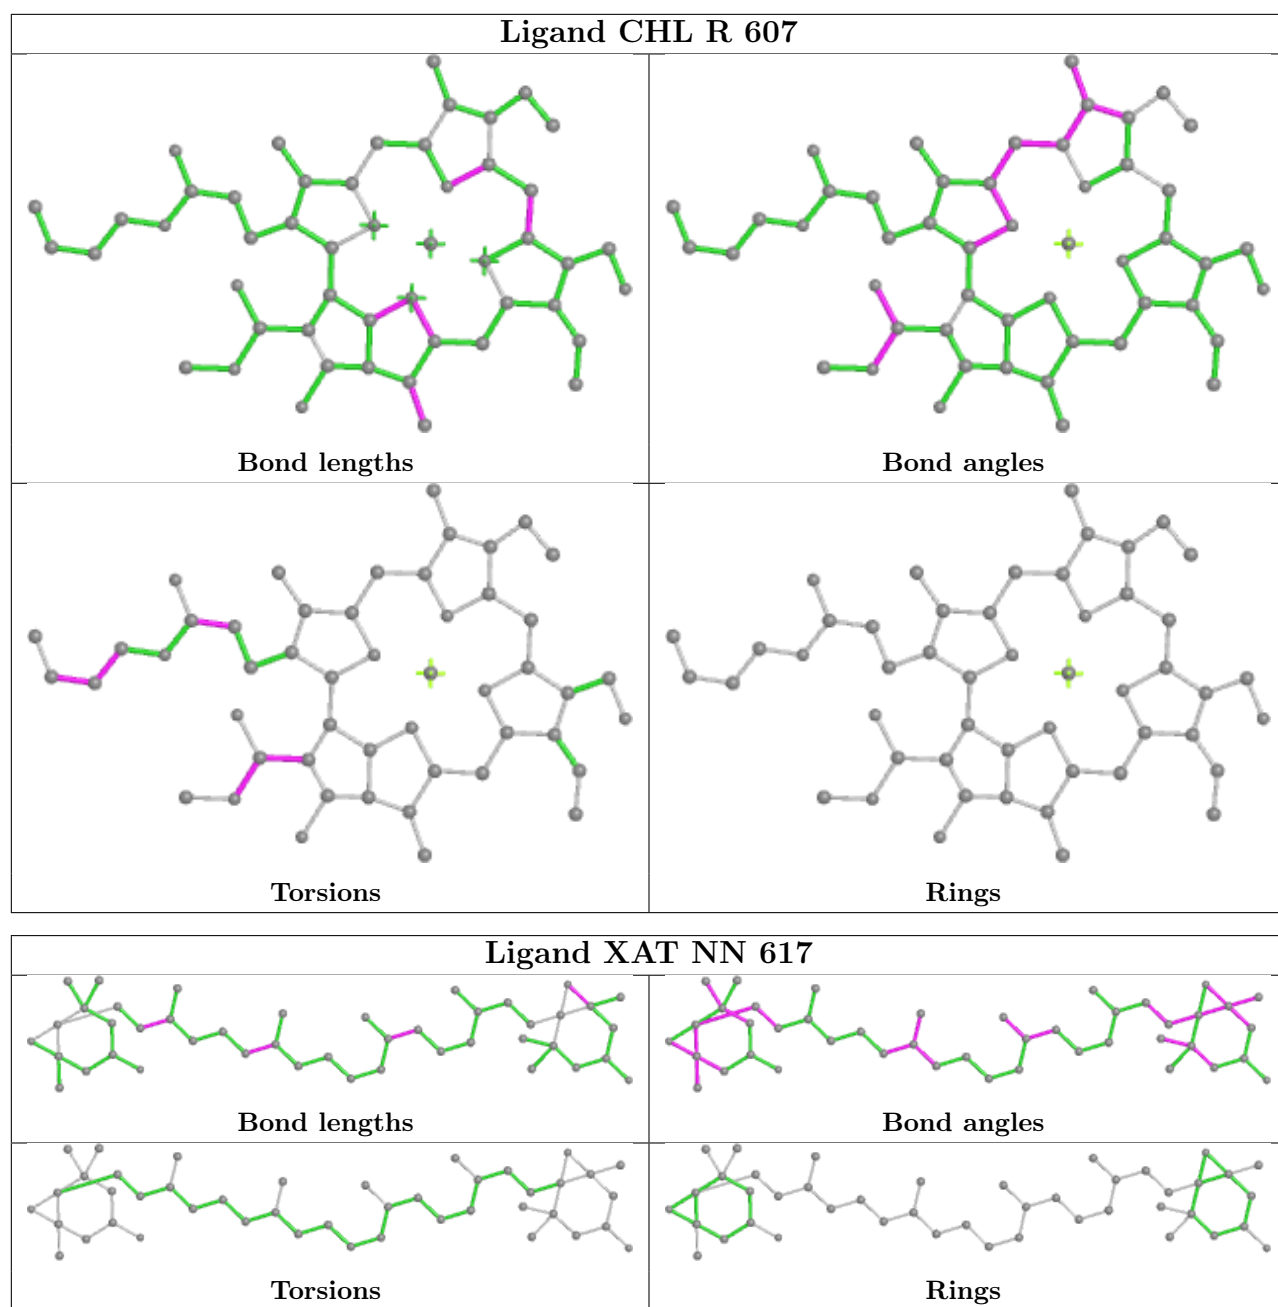 Ligand CHL R 607
Bond lengths
Bond angles
Torsions
Rings
Ligand XAT NN 617
Bond lengths
Bond angles
Torsions
Rings